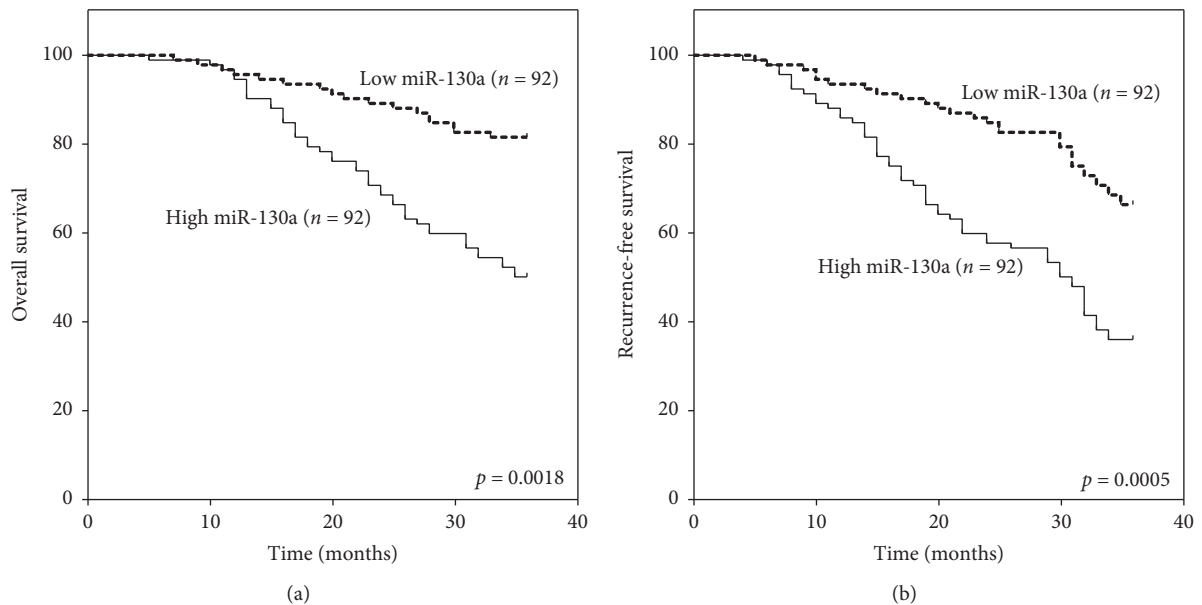 100
80
60
40
20
0
Overall survival
Low miR-130a (n = 92)
High miR-130a (n = 92)
p = 0.0018
0 10 20 30 40
Time (months)
(a)
100
80
60
40
20
0
Recurrence-free survival
Low miR-130a (n = 92)
High miR-130a (n = 92)
p = 0.0005
0 10 20 30 40
Time (months)
(b)